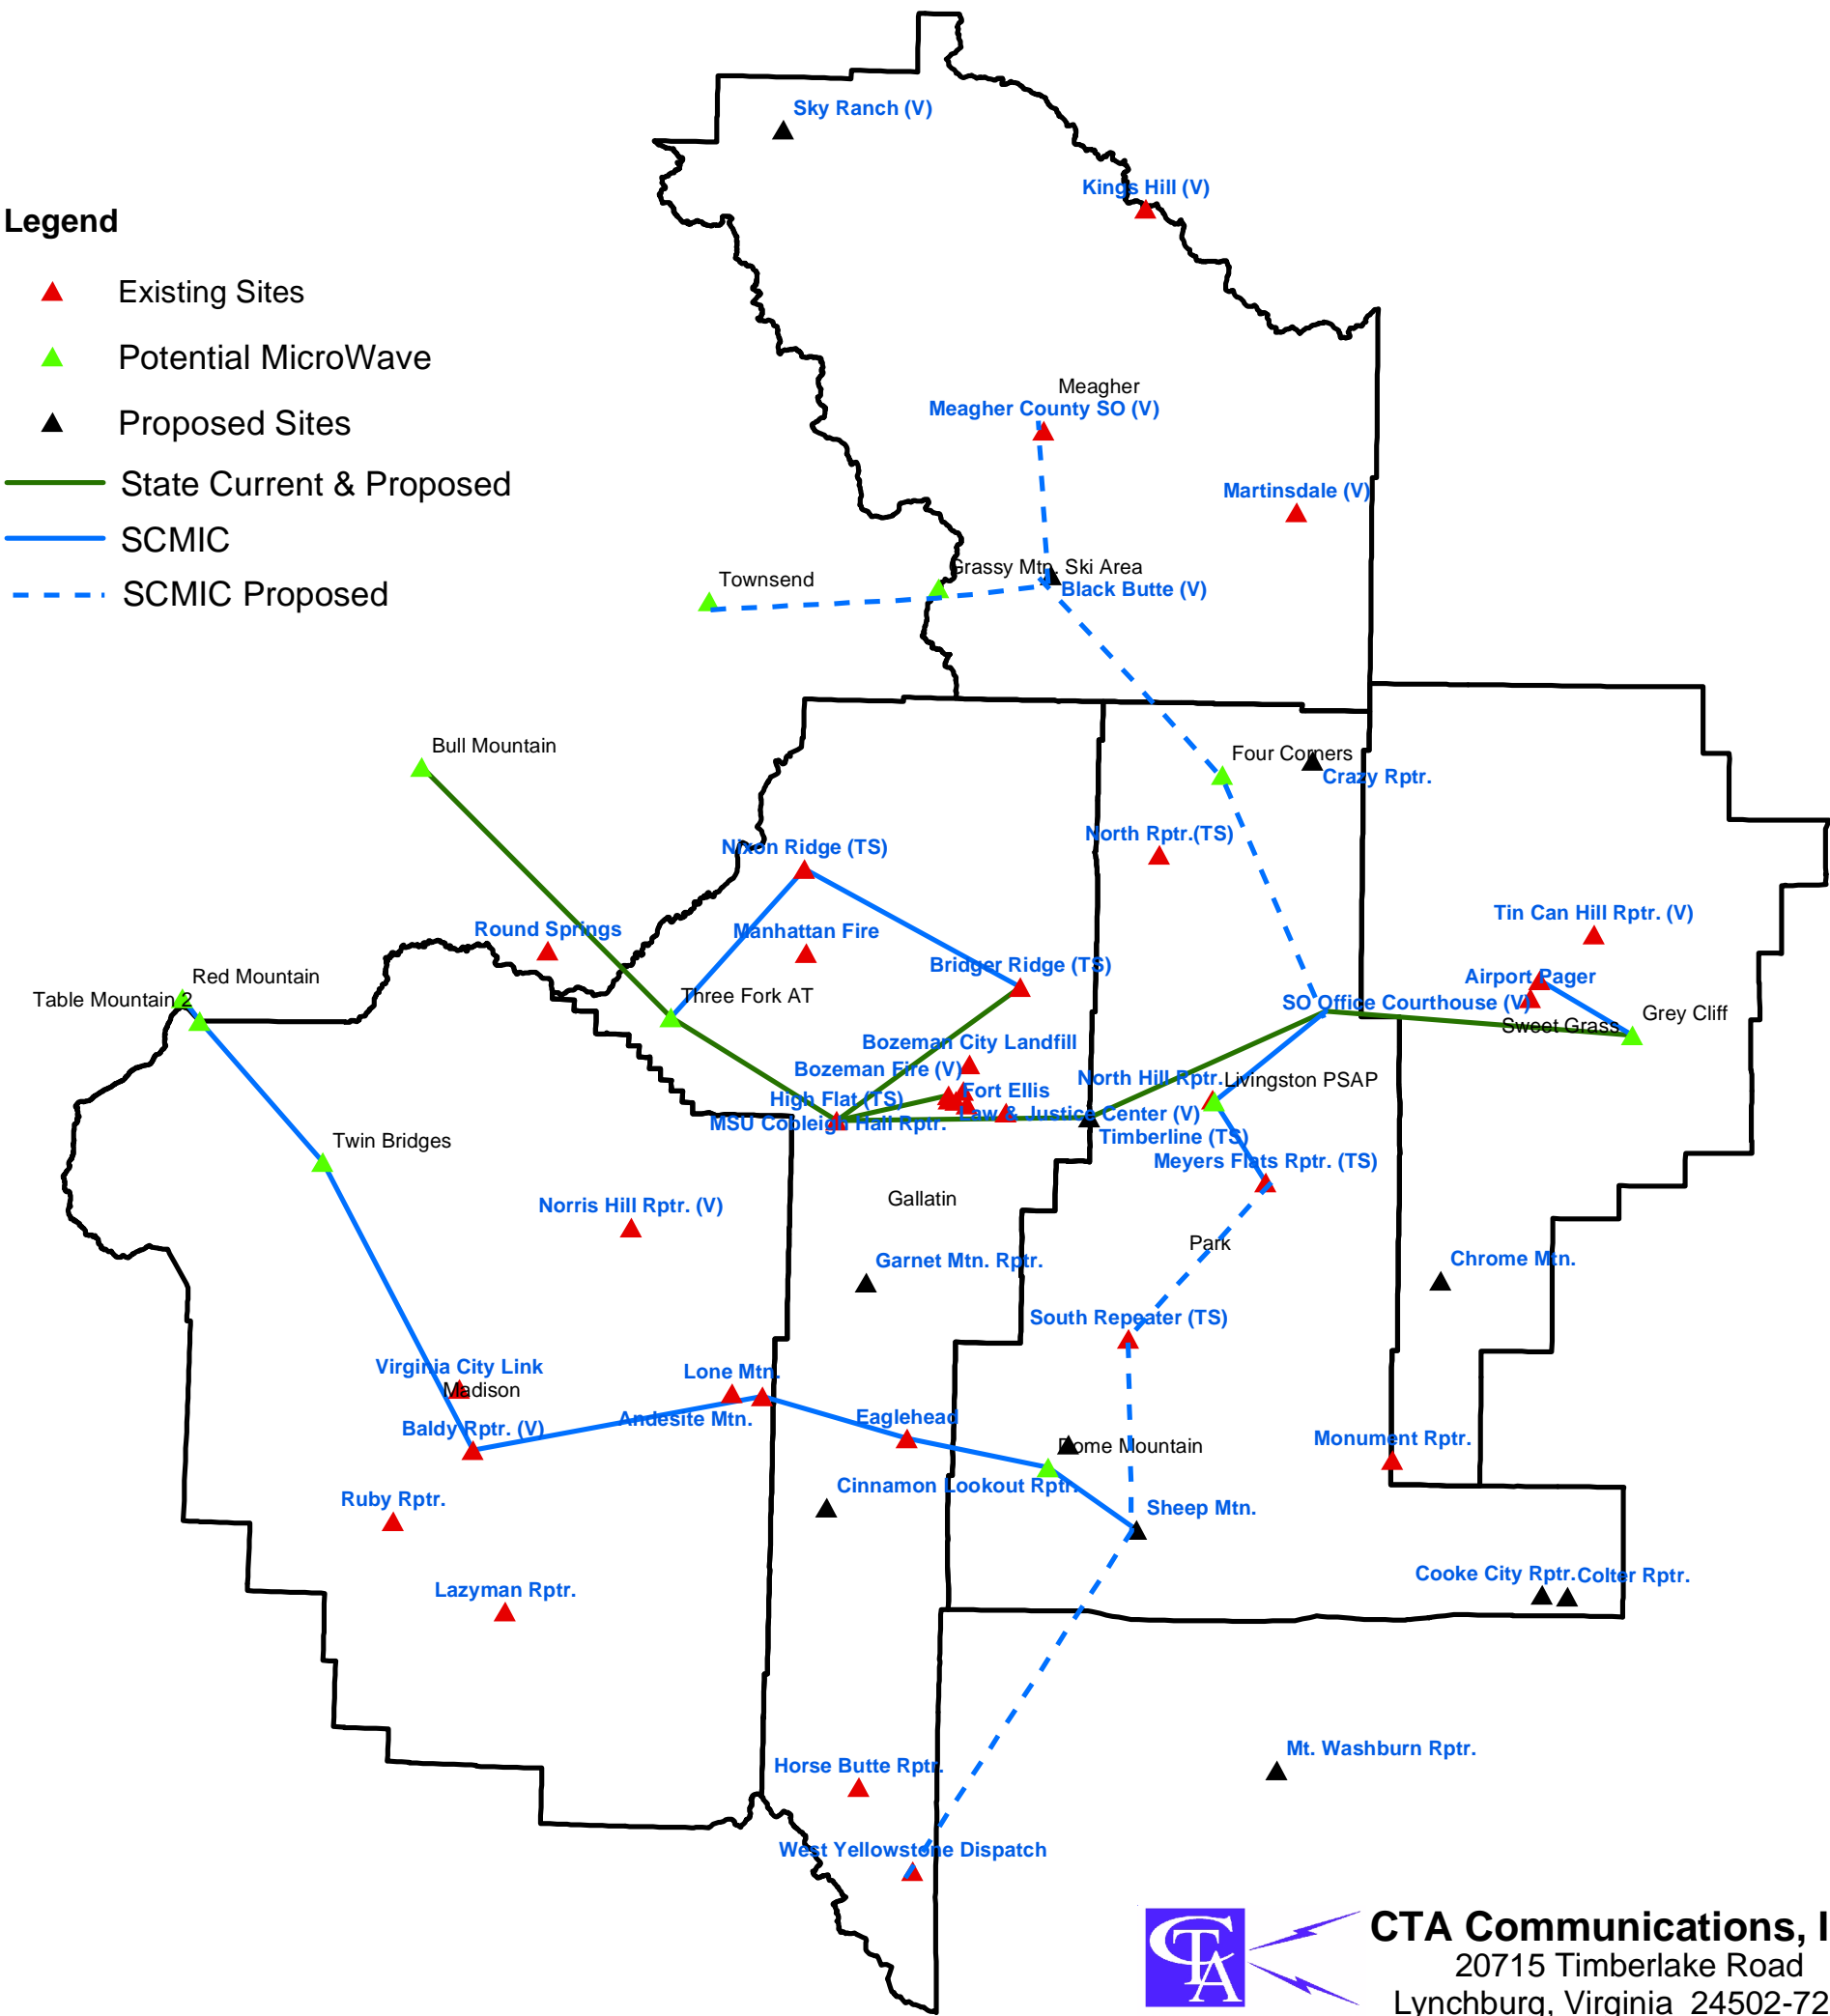 Sky Ranch (V)
Kings Hill (V)
Legend
Existing Sites
Potential MicroWave
Proposed Sites
State Current & Proposed
SCMIC
SCMIC Proposed
Meagher
Meagher County SO (V)
Martinsdale (V)
Townsend
Grassy Mtn. Ski Area
Black Butte (V)
Bull Mountain
Four Corners
Crazy Rptr.
North Rptr.(TS)
Nixon Ridge (TS)
Round Springs
Manhattan Fire
Tin Can Hill Rptr. (V)
Bridger Ridge (TS)
Airport Pager
Red Mountain
Table Mountain 2
Three Fork AT
SO Office Courthouse (V)
Sweet Grass
Grey Cliff
Bozeman City Landfill
Bozeman Fire (V)
North Hill Rptr.
Livingston PSAP
High Flat (TS)
Fort Ellis
Law & Justice Center (V)
MSU Cobleigh Hall Rptr.
Timberline (TS)
Twin Bridges
Meyers Flats Rptr. (TS)
Norris Hill Rptr. (V)
Gallatin
Park
Garnet Mtn. Rptr.
Chrome Mtn.
South Repeater (TS)
Virginia City Link
Madison
Lone Mtn.
Andesite Mtn.
Eaglehead
Baldy Rptr. (V)
Dome Mountain
Monument Rptr.
Cinnamon Lookout Rptr.
Ruby Rptr.
Sheep Mtn.
Lazyman Rptr.
Cooke City Rptr.
Colter Rptr.
Mt. Washburn Rptr.
Horse Butte Rptr.
West Yellowstone Dispatch
CTA
CTA Communications, I
20715 Timberlake Road
Lynchburg, Virginia 24502-72